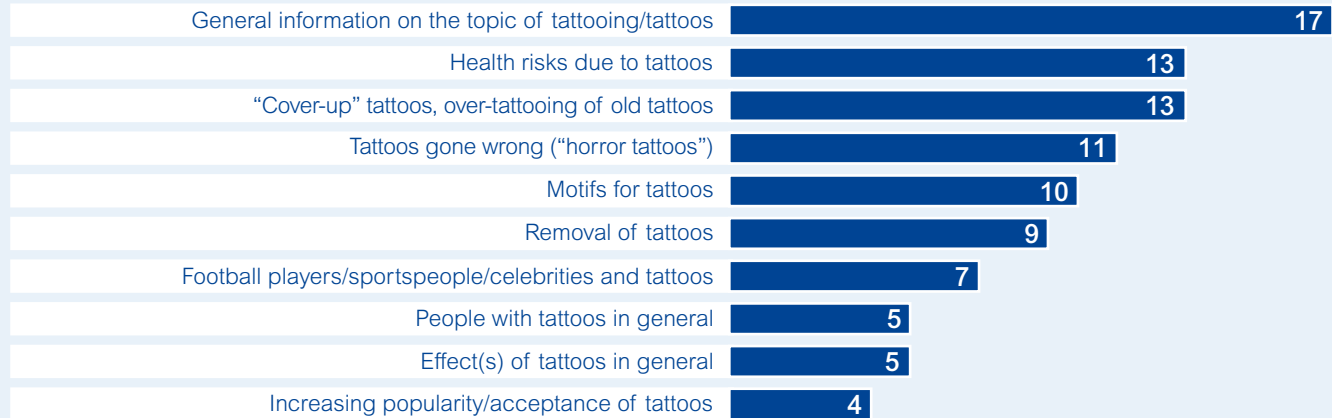 General information on the topic of tattooing/tattoos 17
Health risks due to tattoos 13
“Cover-up” tattoos, over-tattooing of old tattoos 13
Tattoos gone wrong (“horror tattoos”) 11
Motifs for tattoos 10
Removal of tattoos 9
Football players/sportspeople/celebrities and tattoos 7
People with tattoos in general 5
Effect(s) of tattoos in general 5
Increasing popularity/acceptance of tattoos 4